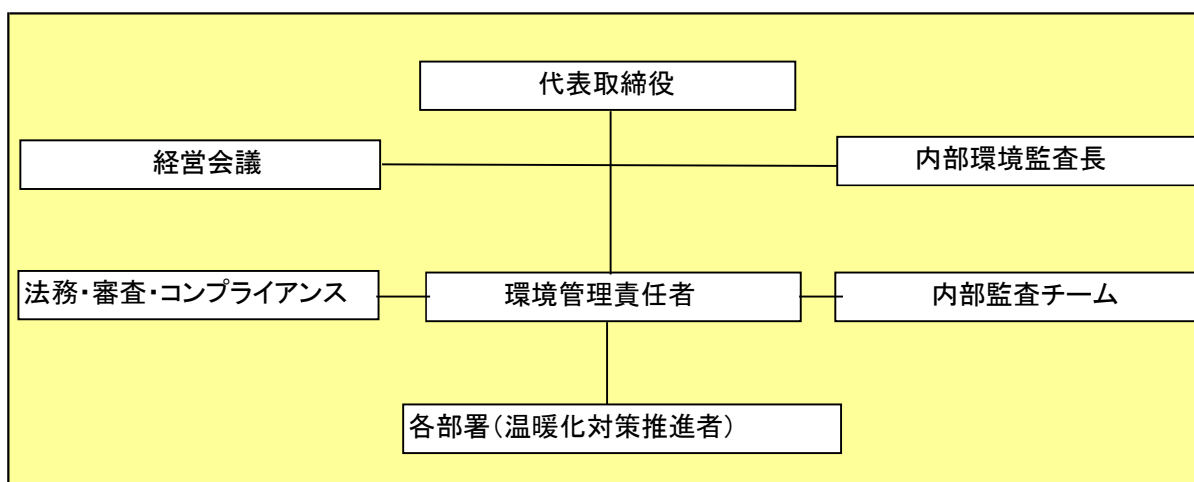 代表取締役
経営会議
内部環境監査長
法務・審査・コンプライアンス
環境管理責任者
内部監査チーム
各部署(温暖化対策推進者)